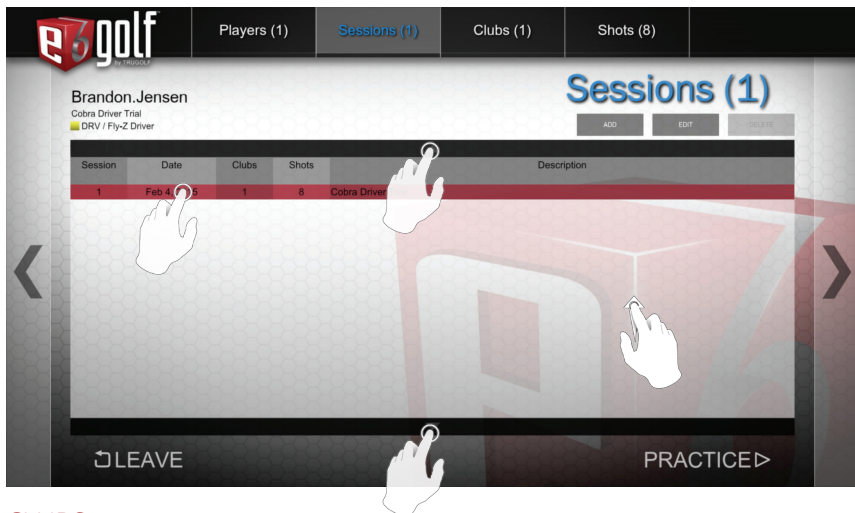 e6golf
by TRUGOLF
Players (1)
Sessions (1)
Clubs (1)
Shots (8)
Brandon.Jensen
Sessions (1)
Cobra Driver Trial
DRV / Fly-Z Driver
ADD
EDIT
DELETE
Session Date Clubs Shots Description
1 Feb 4, 5 1 8 Cobra Driver
LEAVE
PRACTICE